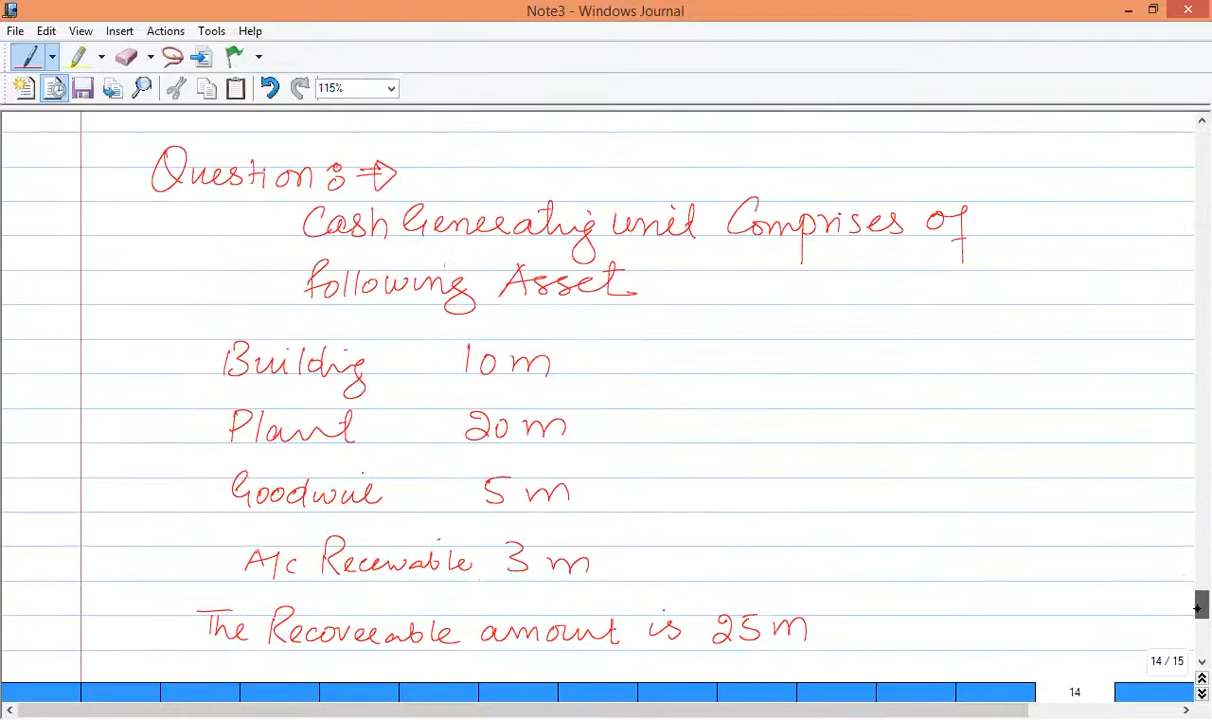 Note3 - Windows Journal
File Edit View Insert Actions Tools Help
115%
Question :⇒
Cash Generating unit Comprises of
following Asset.
Building 10 m
Plant 20 m
Goodwill 5 m
A/c Receivable 3 m
The Recoverable amount is 25 m
14 / 15
14